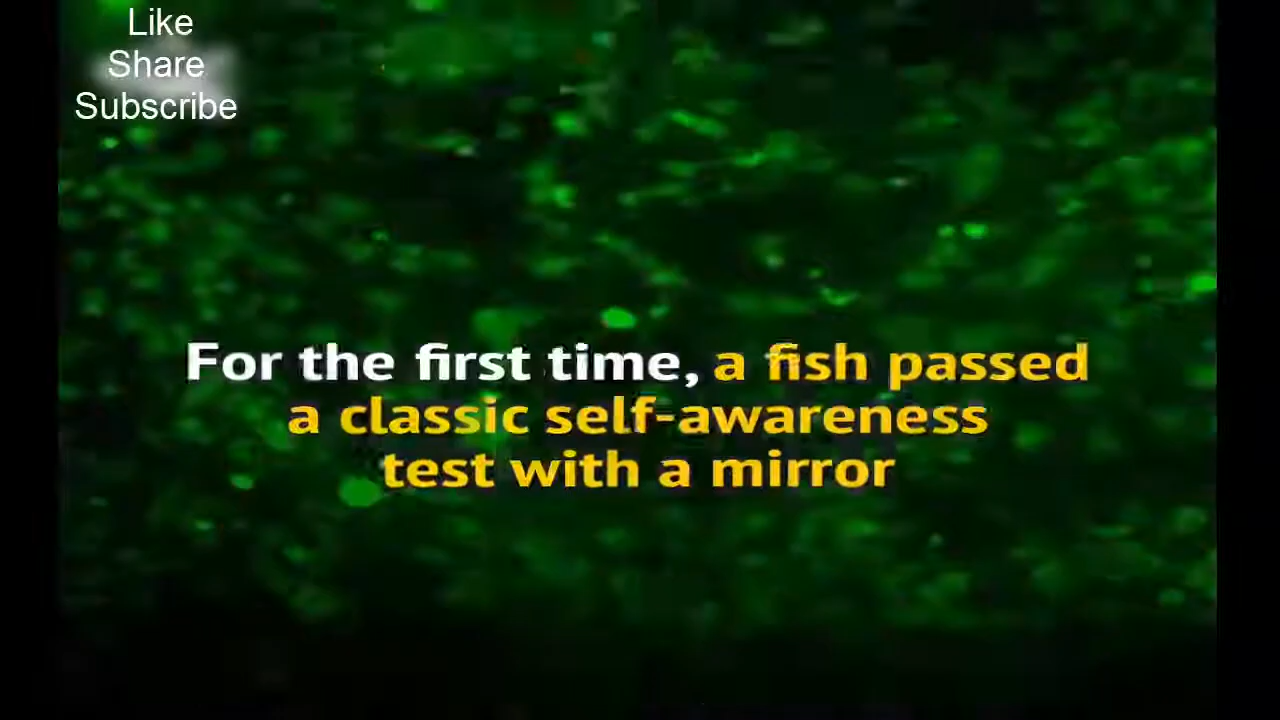 Like
Share
Subscribe
For the first time, a fish passed
a classic self-awareness
test with a mirror